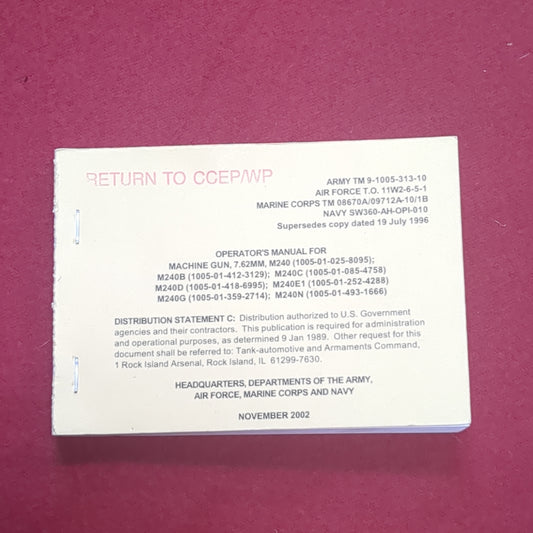 RETURN TO CCEP/WP
ARMY TM 9-1005-313-10
AIR FORCE T.O. 11W2-6-5-1
MARINE CORPS TM 08670A/09712A-10/1B
NAVY SW360-AH-OPI-010
Supersedes copy dated 19 July 1996
OPERATOR'S MANUAL FOR
MACHINE GUN, 7.62MM, M240 (1005-01-025-8095);
M240B (1005-01-412-3129); M240C (1005-01-085-4758)
M240D (1005-01-418-6995); M240E1 (1005-01-252-4288)
M240G (1005-01-359-2714); M240N (1005-01-493-1666)
DISTRIBUTION STATEMENT C: Distribution authorized to U.S. Government
agencies and their contractors. This publication is required for administration
and operational purposes, as determined 9 Jan 1989. Other request for this
document shall be referred to: Tank-automotive and Armaments Command,
1 Rock Island Arsenal, Rock Island, IL 61299-7630.
HEADQUARTERS, DEPARTMENTS OF THE ARMY,
AIR FORCE, MARINE CORPS AND NAVY
NOVEMBER 2002